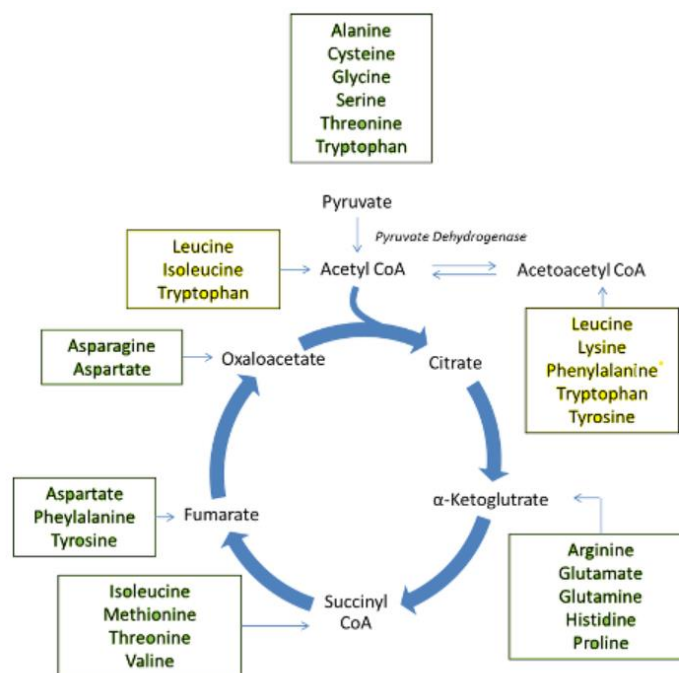 Alanine
Cysteine
Glycine
Serine
Threonine
Tryptophan
Pyruvate
Pyruvate Dehydrogenase
Leucine
Isoleucine
Tryptophan
Acetyl CoA
Acetoacetyl CoA
Leucine
Lysine
Phenylalanine*
Tryptophan
Tyrosine
Asparagine
Aspartate
Oxaloacetate
Citrate
Aspartate
Pheylalanine
Tyrosine
Fumarate
α-Ketoglutrate
Arginine
Glutamate
Glutamine
Histidine
Proline
Isoleucine
Methionine
Threonine
Valine
Succinyl
CoA